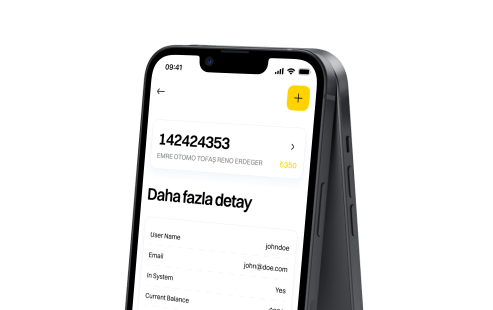 09:41
142424353
EMRE OTOMO TOFAŞ RENO ERDEGER
₺350
Daha fazla detay
User Name johndoe
Email john@doe.com
In System Yes
Current Balance